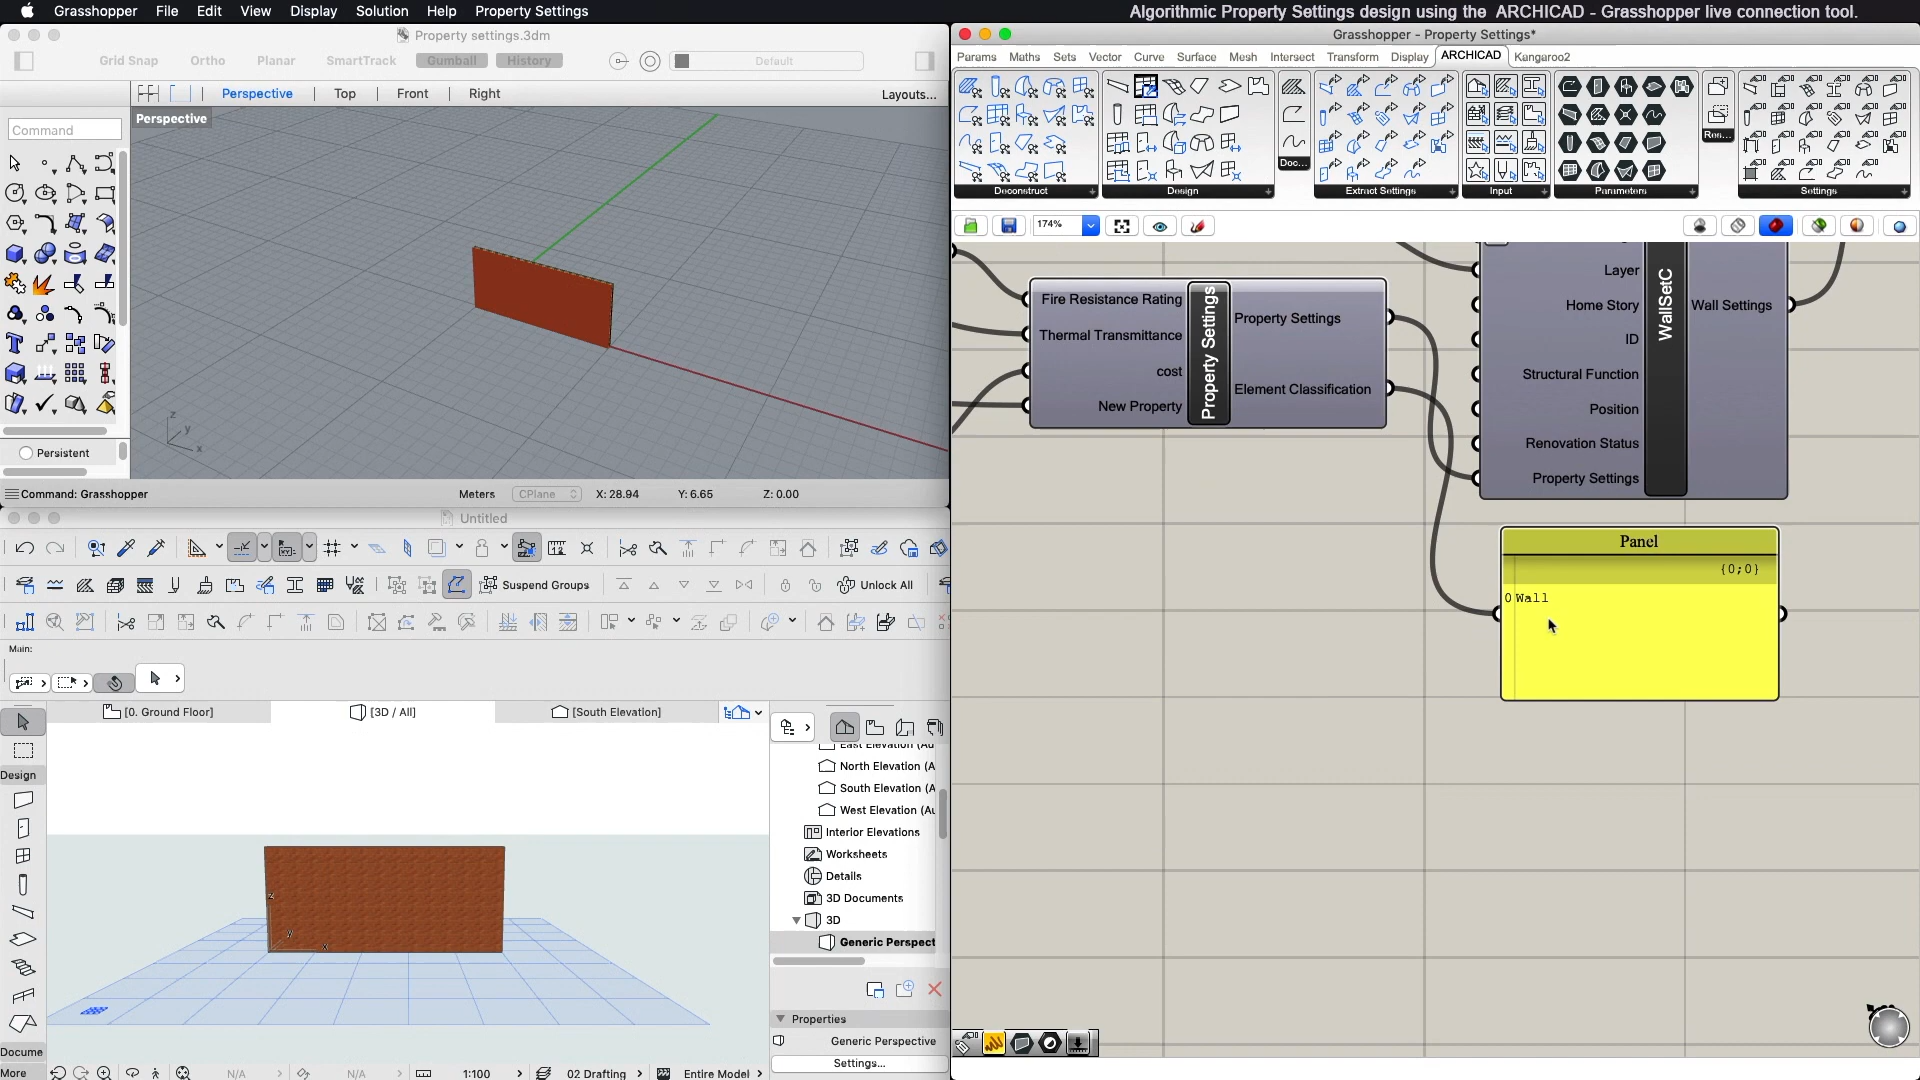 Grasshopper File Edit View Display Solution Help Property Settings
Algorithmic Property Settings design using the ARCHICAD - Grasshopper live connection tool.
Property settings.3dm
Grid Snap Ortho Planar SmartTrack Gumball History Default
Perspective Top Front Right Layouts...
Command
Perspective
z
y
x
Persistent
Command: Grasshopper Meters CPlane X: 28.94 Y: 6.65 Z: 0.00
Grasshopper - Property Settings*
Params Maths Sets Vector Curve Surface Mesh Intersect Transform Display ARCHICAD Kangaroo2
Deconstruct Design Doc... Extract Settings Input Parameters Roo... Settings
174%
Fire Resistance Rating
Thermal Transmittance
cost
New Property
Property Settings
Property Settings
Element Classification
Layer
Home Story
ID
Structural Function
Position
Renovation Status
Property Settings
WallSetC
Wall Settings
Panel
{0;0}
0 Wall
Untitled
Suspend Groups Unlock All
Main:
[0. Ground Floor] [3D / All] [South Elevation]
Design
Docume
More
z
y
x
East Elevation (Au
North Elevation (A
South Elevation (A
West Elevation (Au
Interior Elevations
Worksheets
Details
3D Documents
3D
Generic Perspect
Properties
Generic Perspective
Settings...
N/A N/A 1:100 02 Drafting Entire Model